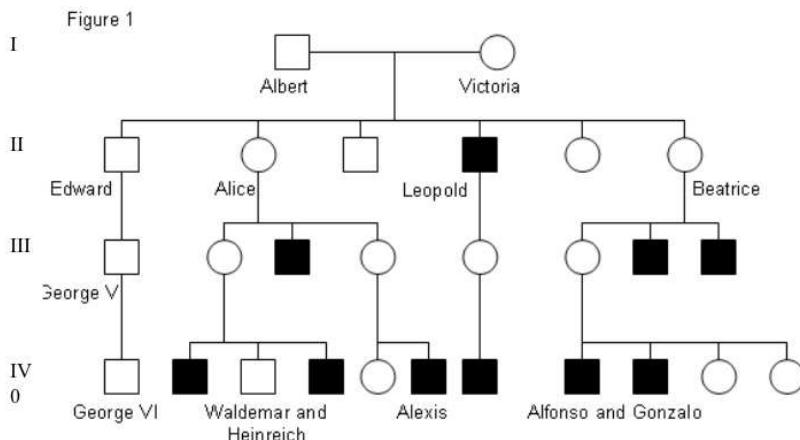 Figure 1
I
Albert Victoria
II
Edward Alice Leopold Beatrice
III
George V
IV
0
George VI Waldemar and Alexis Alfonso and Gonzalo
Heinreich